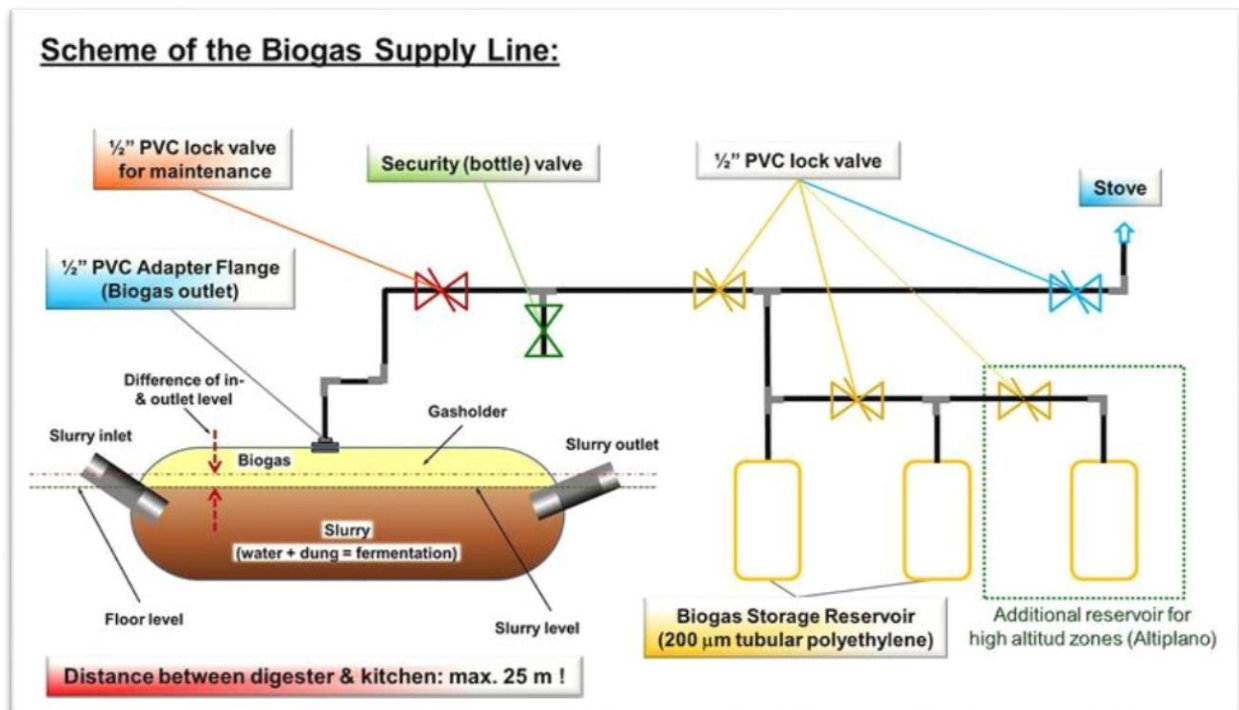 Scheme of the Biogas Supply Line:
½” PVC lock valve
for maintenance
Security (bottle) valve
½” PVC lock valve
Stove
½” PVC Adapter Flange
(Biogas outlet)
Difference of in-
& outlet level
Gasholder
Slurry inlet
Slurry outlet
Biogas
Slurry
(water + dung = fermentation)
Floor level
Slurry level
Biogas Storage Reservoir
(200 µm tubular polyethylene)
Additional reservoir for
high altitud zones (Altiplano)
Distance between digester & kitchen: max. 25 m !